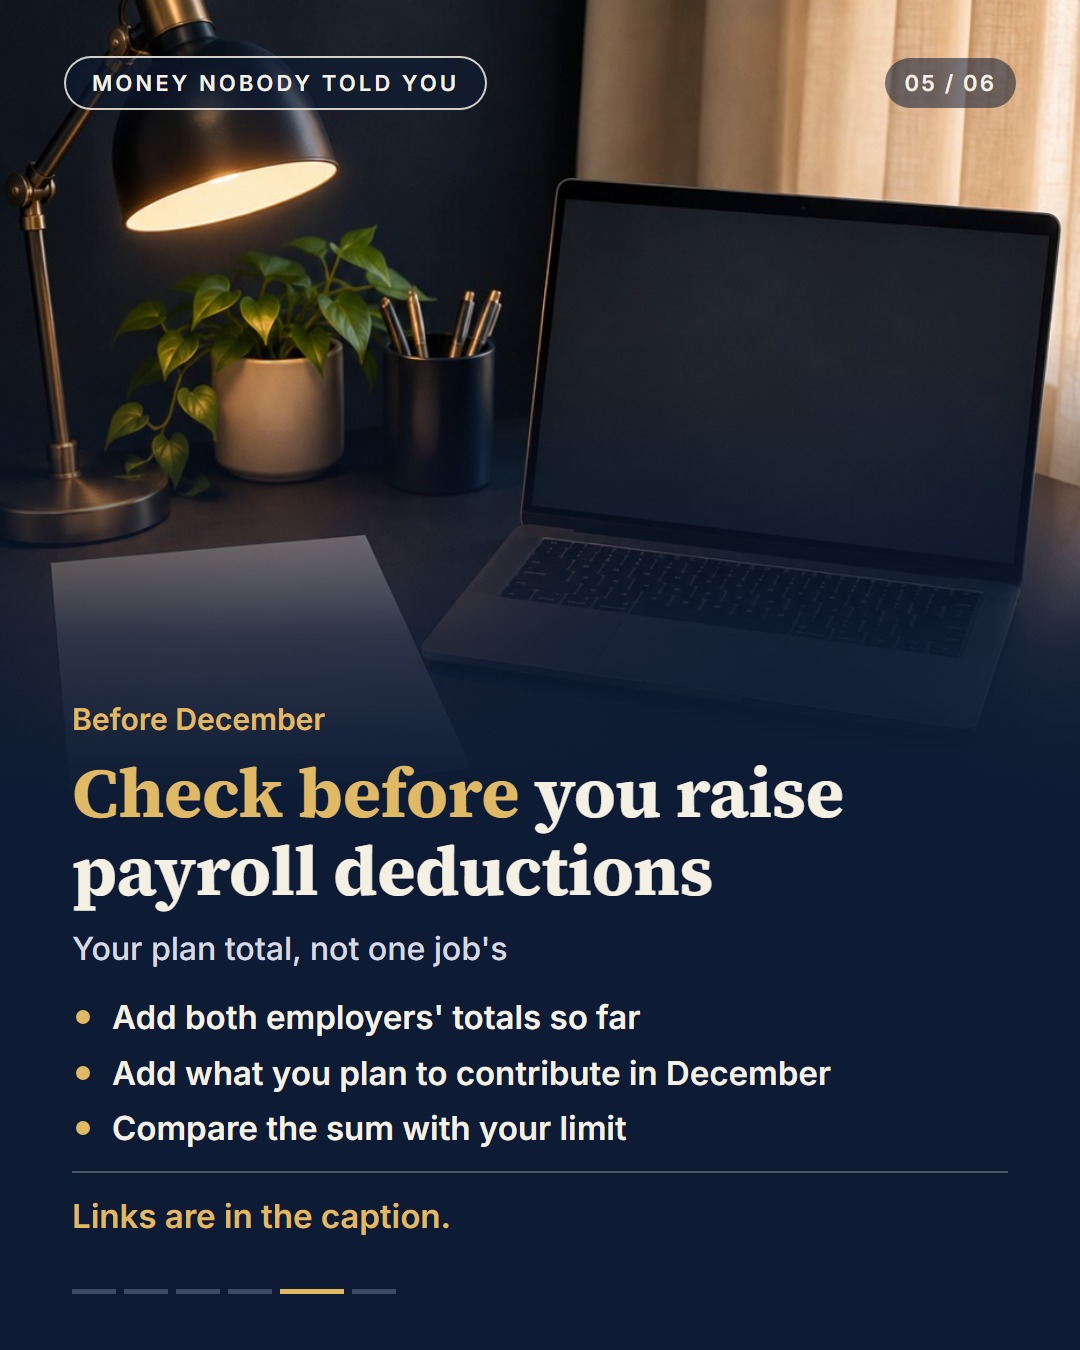 MONEY NOBODY TOLD YOU
05 / 06
Before December
Check before you raise
payroll deductions
Your plan total, not one job's
Add both employers' totals so far
Add what you plan to contribute in December
Compare the sum with your limit
Links are in the caption.